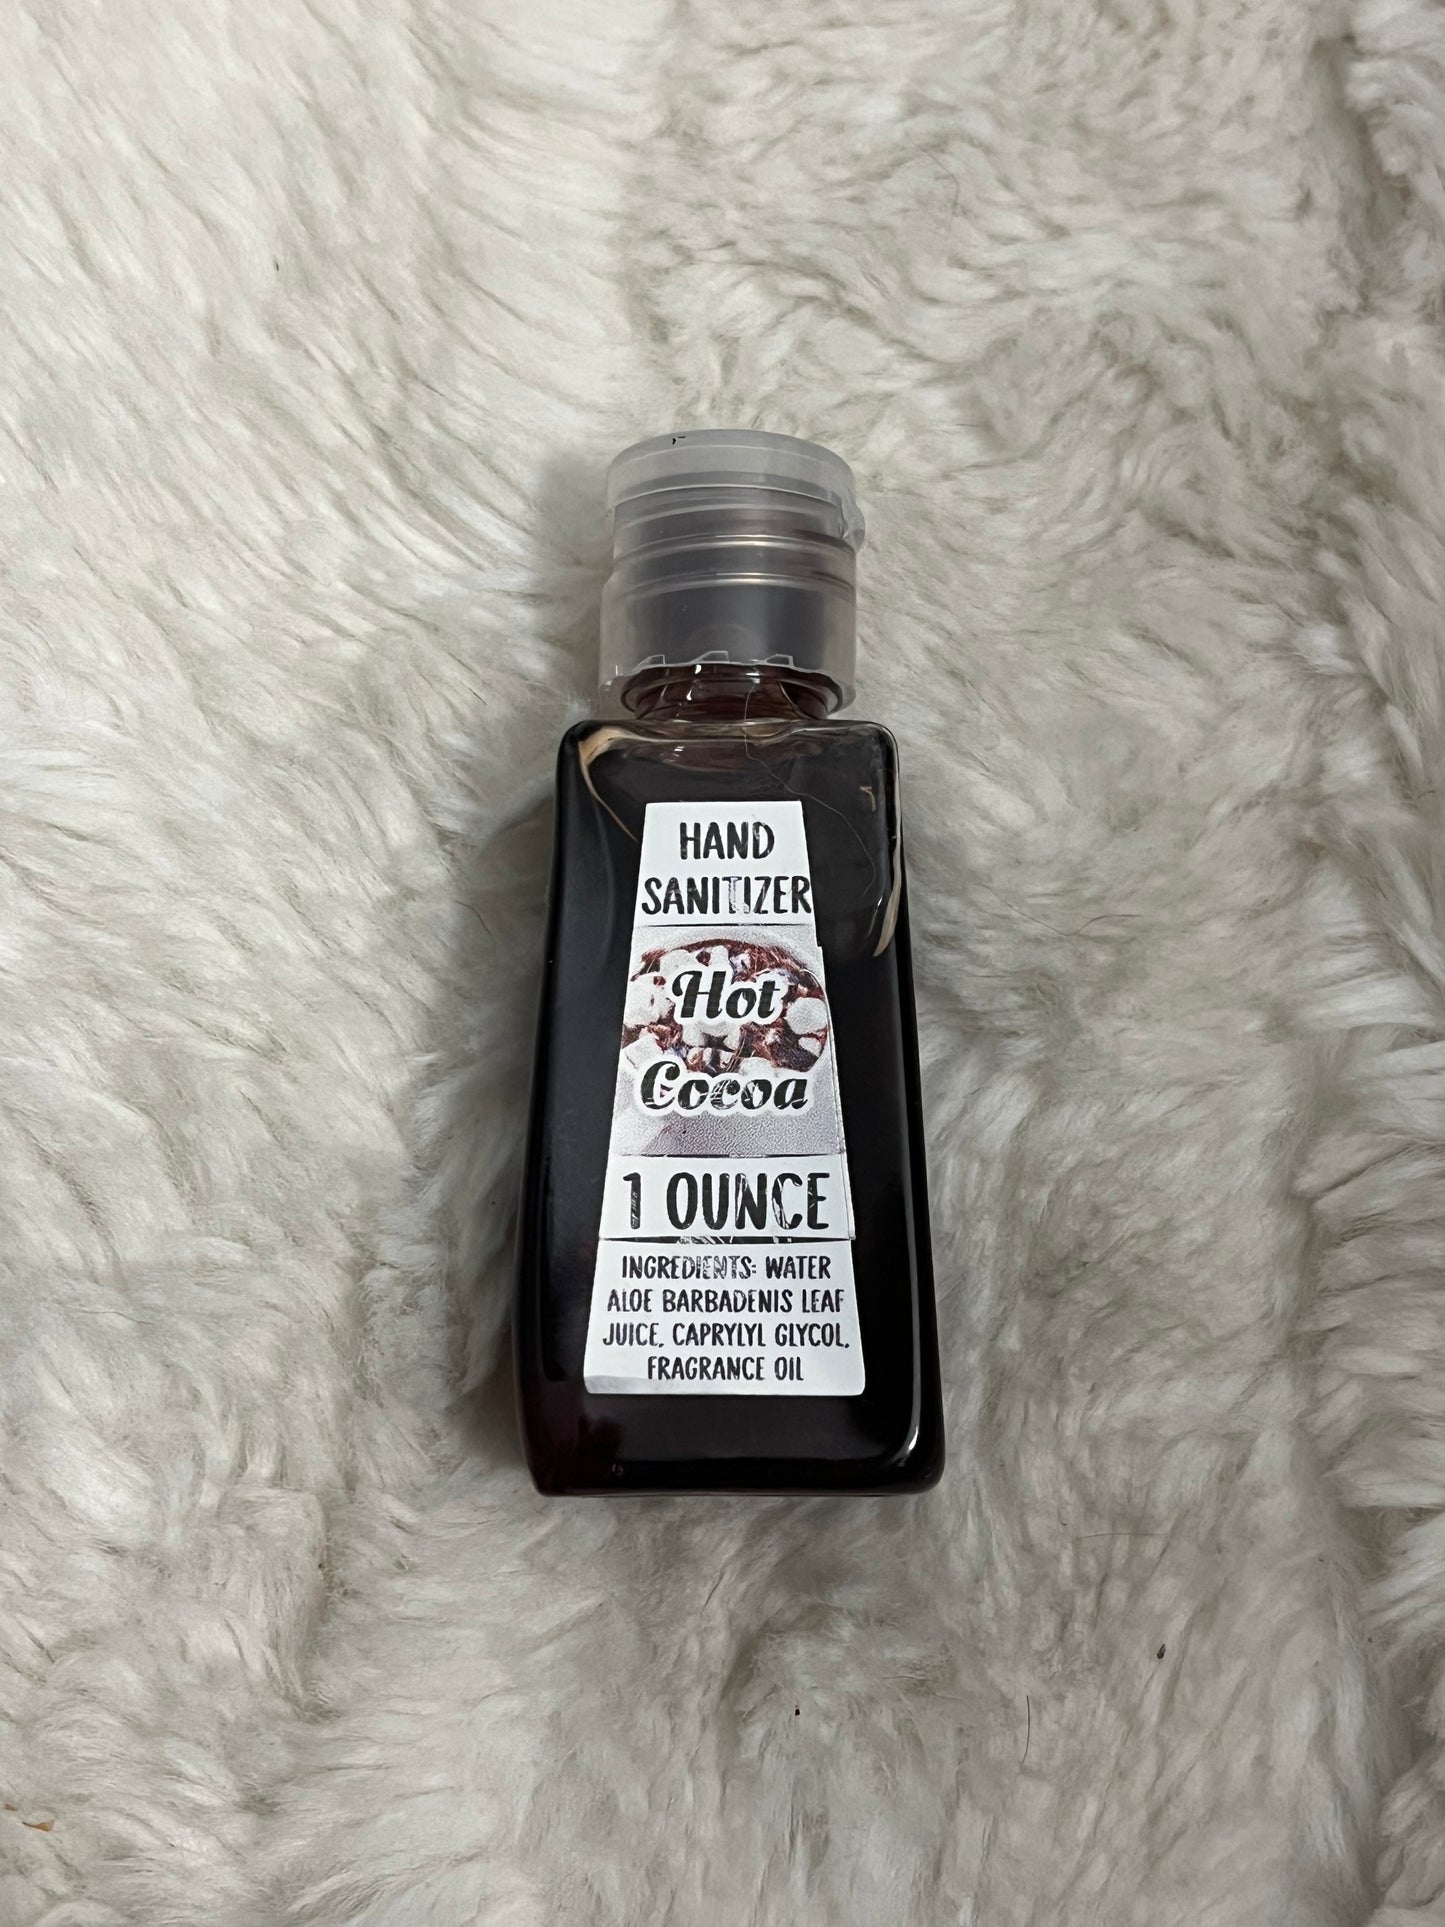 HAND
SANITIZER
Hot
Cocoa
1 OUNCE
INGREDIENTS: WATER
ALOE BARBADENIS LEAF
JUICE, CAPRYLYL GLYCOL,
FRAGRANCE OIL